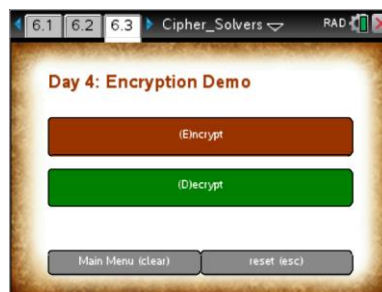 6.1 6.2 6.3 Cipher_Solvers RAD
Day 4: Encryption Demo
(E)ncrypt
(D)ecrypt
Main Menu (clear) reset (esc)